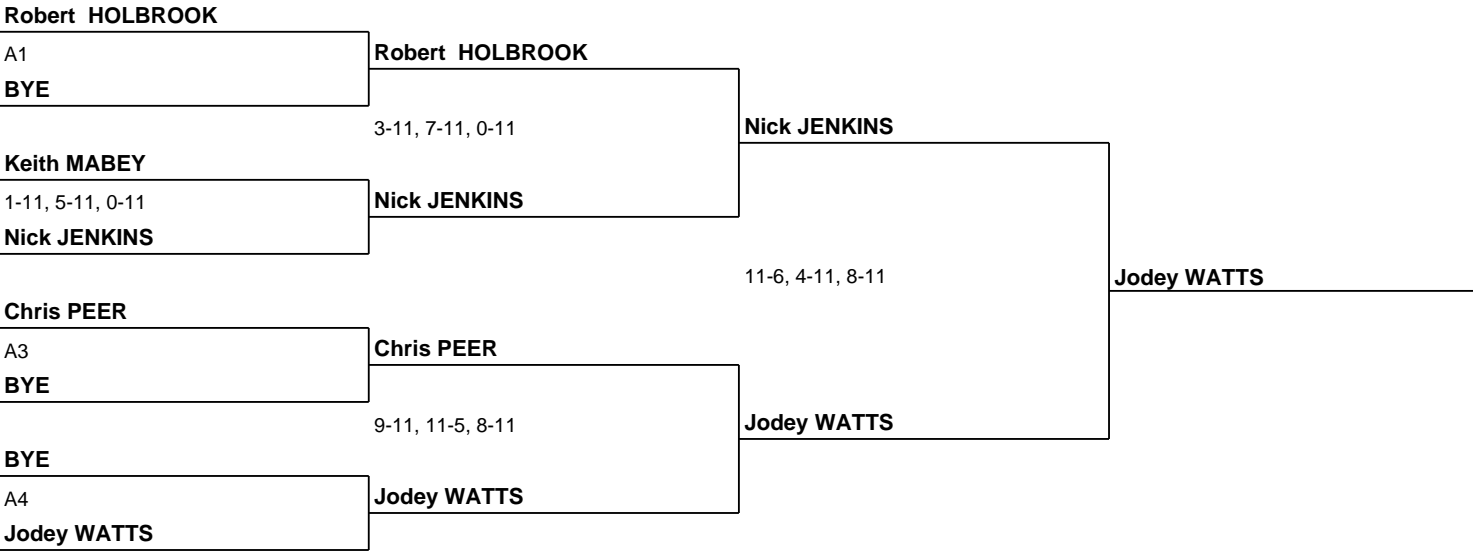 Robert  HOLBROOK
A1
Robert  HOLBROOK
BYE
3-11, 7-11, 0-11
Nick JENKINS
Keith MABEY
1-11, 5-11, 0-11
Nick JENKINS
Nick JENKINS
11-6, 4-11, 8-11
Jodey WATTS
Chris PEER
A3
Chris PEER
BYE
9-11, 11-5, 8-11
Jodey WATTS
BYE
A4
Jodey WATTS
Jodey WATTS